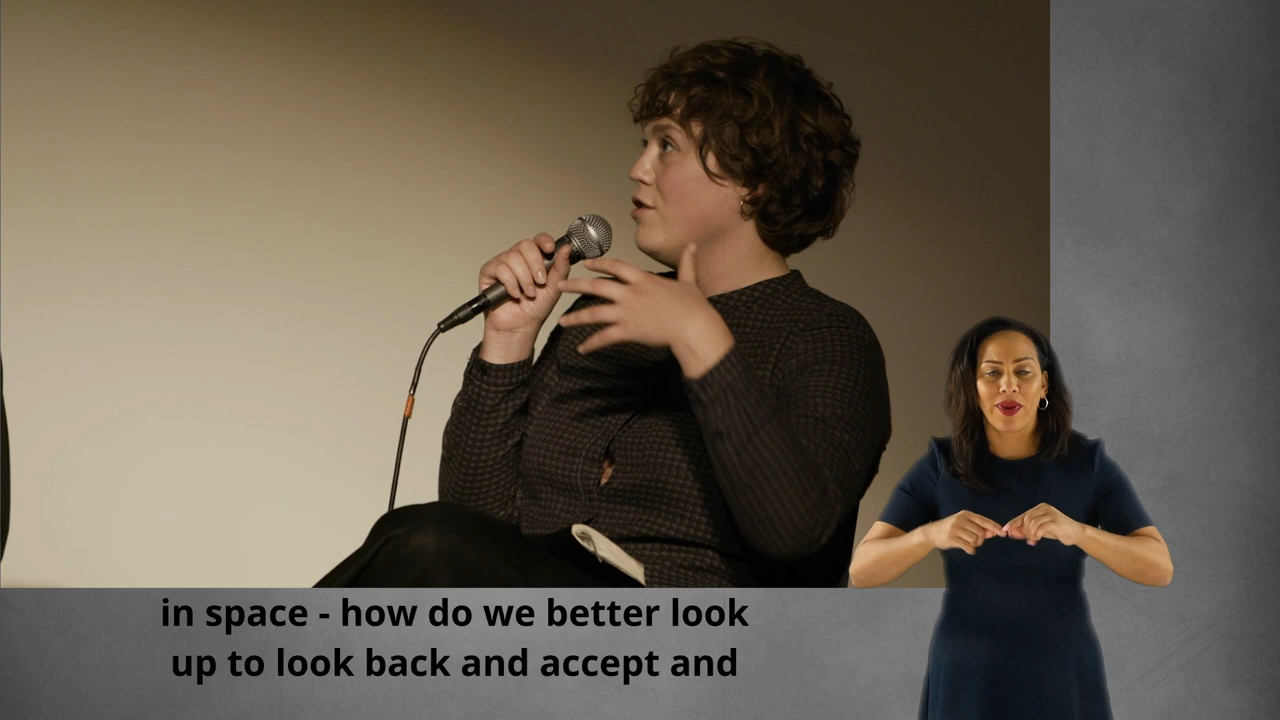 in space - how do we better look
up to look back and accept and